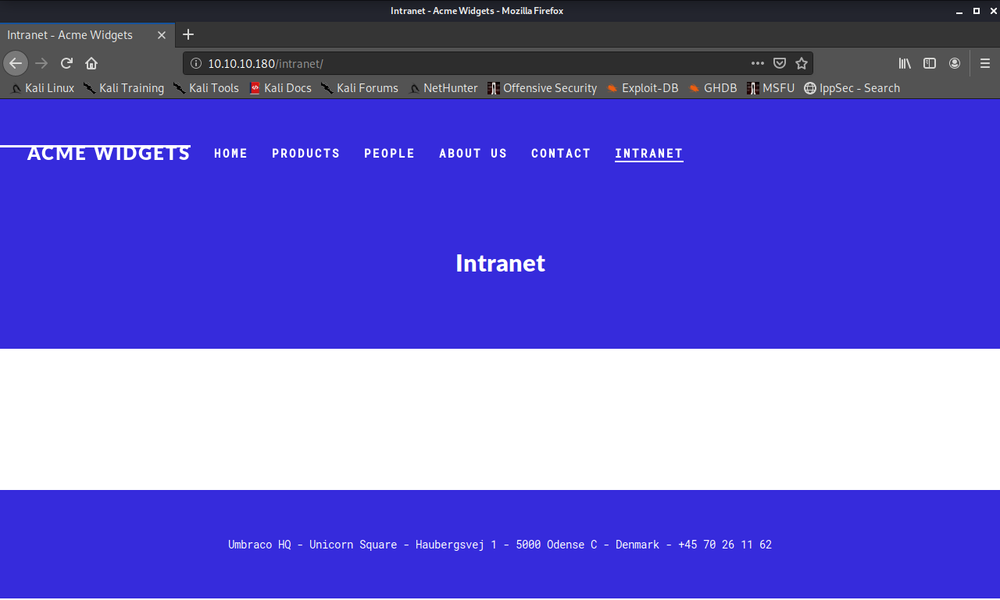 Intranet - Acme Widgets - Mozilla Firefox
Intranet - Acme Widgets
10.10.10.180/intranet/
Kali Linux Kali Training Kali Tools Kali Docs Kali Forums NetHunter Offensive Security Exploit-DB GHDB MSFU IppSec - Search
ACME WIDGETS HOME PRODUCTS PEOPLE ABOUT US CONTACT INTRANET
Intranet
Umbraco HQ - Unicorn Square - Haubergsvej 1 - 5000 Odense C - Denmark - +45 70 26 11 62